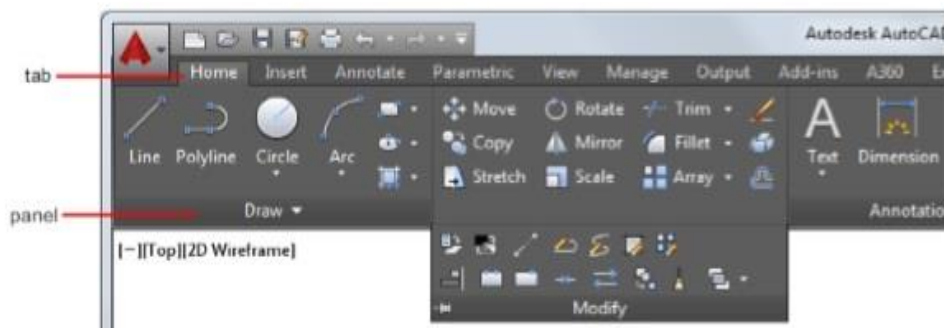 Autodesk AutoCAD
tab
Home Insert Annotate Parametric View Manage Output Add-ins A360
Move Rotate Trim
Copy Mirror Fillet
Line Polyline Circle Arc Text Dimension
Stretch Scale Array
panel
Draw Annotatio
[−][Top][2D Wireframe]
Modify